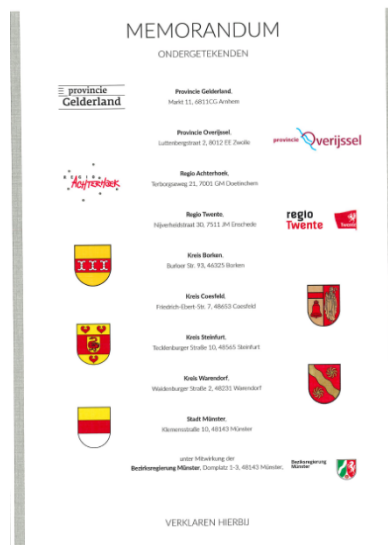 MEMORANDUM
ONDERGETEKENDEN
provincie
Gelderland
Provincie Gelderland,
Markt 11, 6811CG Arnhem
Provincie Overijssel,
Luttenbergstraat 2, 8012 EE Zwolle
provincie Overijssel
Regio Achterhoek,
Terborgseweg 21, 7001 GM Doetinchem
REGIO
ACHTERHOEK
Regio Twente,
Nijverheidstraat 30, 7511 JM Enschede
regio
Twente
Kreis Borken,
Burloer Str. 93, 46325 Borken
Kreis Coesfeld,
Friedrich-Ebert-Str. 7, 48653 Coesfeld
Kreis Steinfurt,
Tecklenburger Straße 10, 48565 Steinfurt
Kreis Warendorf,
Waldenburger Straße 2, 48231 Warendorf
Stadt Münster,
Klemensstraße 10, 48143 Münster
unter Mitwirkung der
Bezirksregierung Münster, Domplatz 1-3, 48143 Münster,
Bezirksregierung
Münster
VERKLAREN HIERBIJ